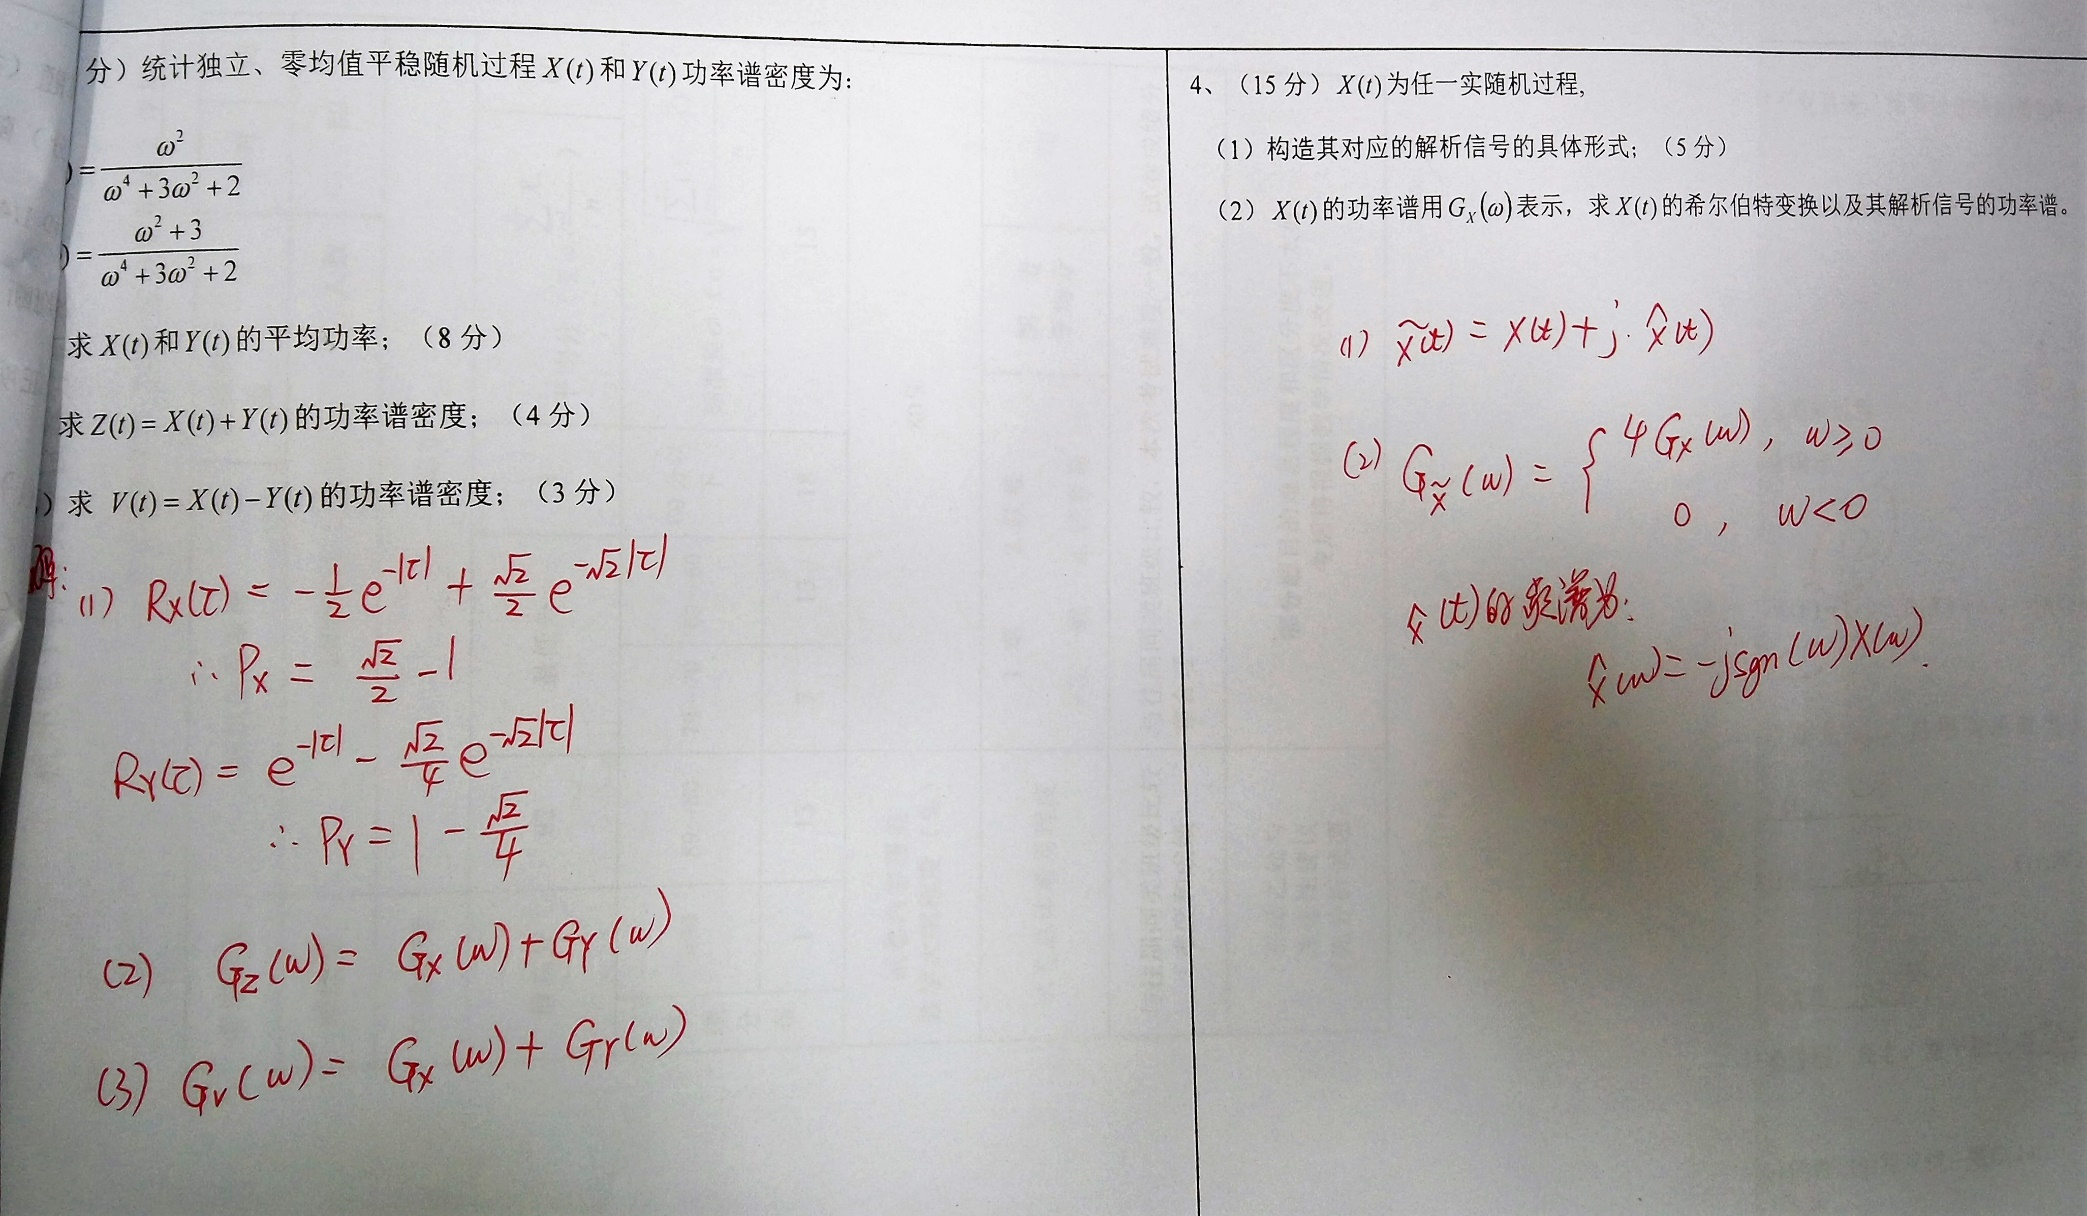 分）统计独立、零均值平稳随机过程 X(t) 和 Y(t) 功率谱密度为:
)= ω² / (ω⁴+3ω²+2)
)= (ω²+3) / (ω⁴+3ω²+2)
求 X(t) 和 Y(t) 的平均功率；（8 分）
求 Z(t)= X(t)+Y(t) 的功率谱密度；（4 分）
）求 V(t)= X(t)−Y(t) 的功率谱密度；（3 分）
解: (1) Rx(τ) = -1/2 e^{-|τ|} + √2/2 e^{-√2|τ|}
∴ Px = √2/2 - 1
RY(τ) = e^{-|τ|} - √2/4 e^{-√2|τ|}
∴ PY = 1 - √2/4
(2) Gz(ω) = Gx(ω)+GY(ω)
(3) Gv(ω) = Gx(ω)+GY(ω)
4、（15 分）X(t) 为任一实随机过程,
（1）构造其对应的解析信号的具体形式；（5 分）
（2）X(t) 的功率谱用 G_X(ω) 表示，求 X(t) 的希尔伯特变换以及其解析信号的功率谱。
(1) x̃(t) = x(t)+j·x̂(t)
(2) G_x̃(ω) = { 4Gx(ω), ω≥0
0, ω<0
x̂(t)的频谱为:
x̂(ω)= -jsgn(ω)X(ω).